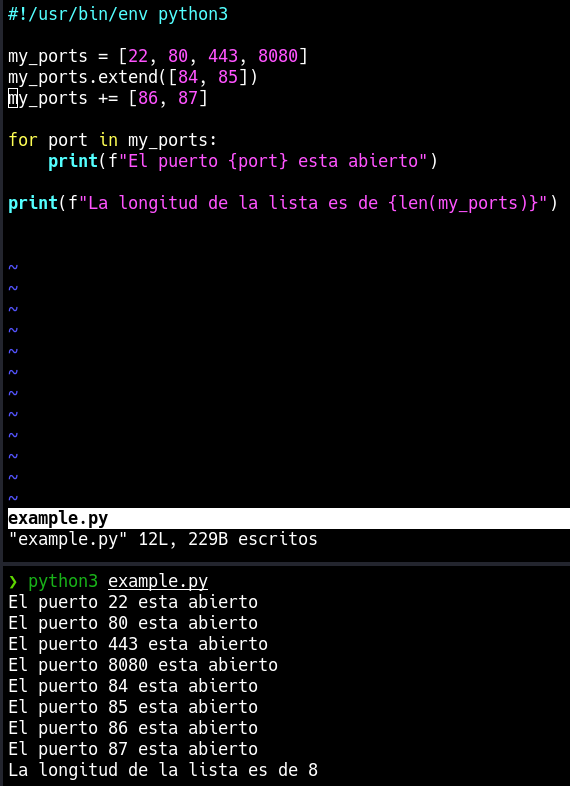 #!/usr/bin/env python3
my_ports = [22, 80, 443, 8080]
my_ports.extend([84, 85])
my_ports += [86, 87]
for port in my_ports:
    print(f"El puerto {port} esta abierto")
print(f"La longitud de la lista es de {len(my_ports)}")
~
~
~
~
~
~
~
~
~
~
~
~
example.py
"example.py" 12L, 229B escritos
❯ python3 example.py
El puerto 22 esta abierto
El puerto 80 esta abierto
El puerto 443 esta abierto
El puerto 8080 esta abierto
El puerto 84 esta abierto
El puerto 85 esta abierto
El puerto 86 esta abierto
El puerto 87 esta abierto
La longitud de la lista es de 8